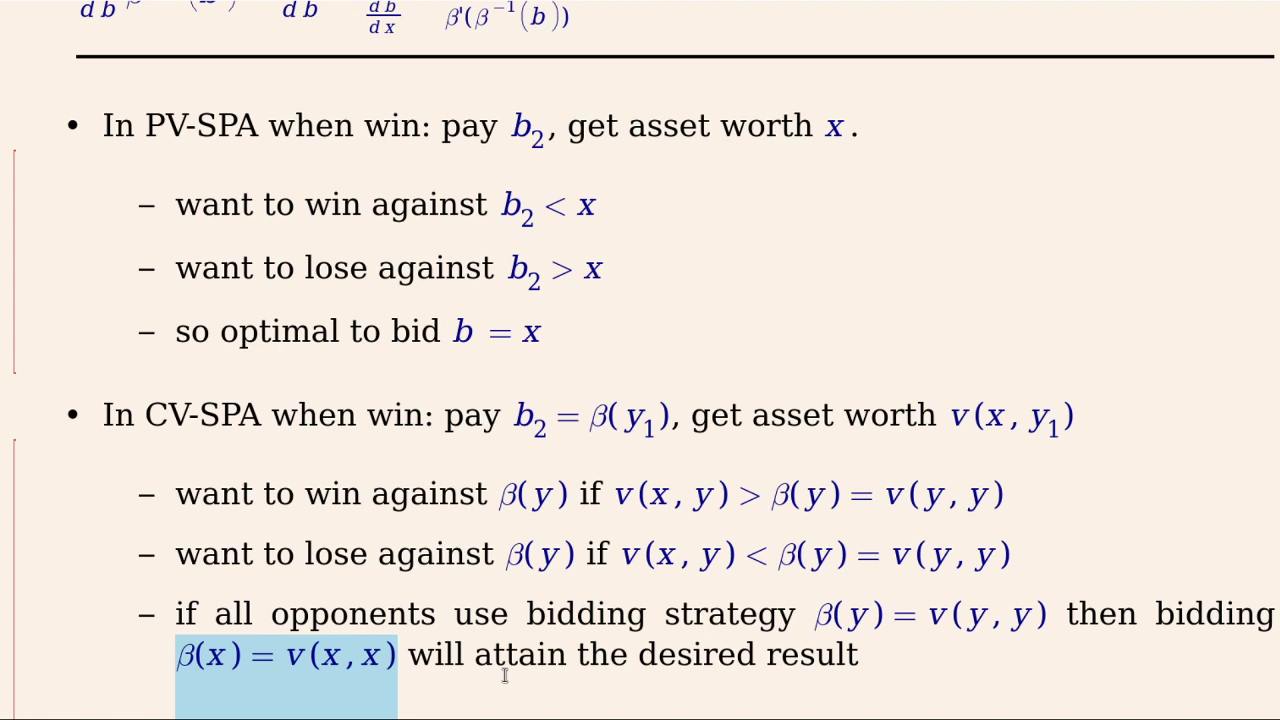 d b d b d b / d x β'(β⁻¹(b))
• In PV-SPA when win: pay b₂, get asset worth x.
– want to win against b₂ < x
– want to lose against b₂ > x
– so optimal to bid b = x
• In CV-SPA when win: pay b₂ = β(y₁), get asset worth v(x, y₁)
– want to win against β(y) if v(x, y) > β(y) = v(y, y)
– want to lose against β(y) if v(x, y) < β(y) = v(y, y)
– if all opponents use bidding strategy β(y) = v(y, y) then bidding
β(x) = v(x, x) will attain the desired result